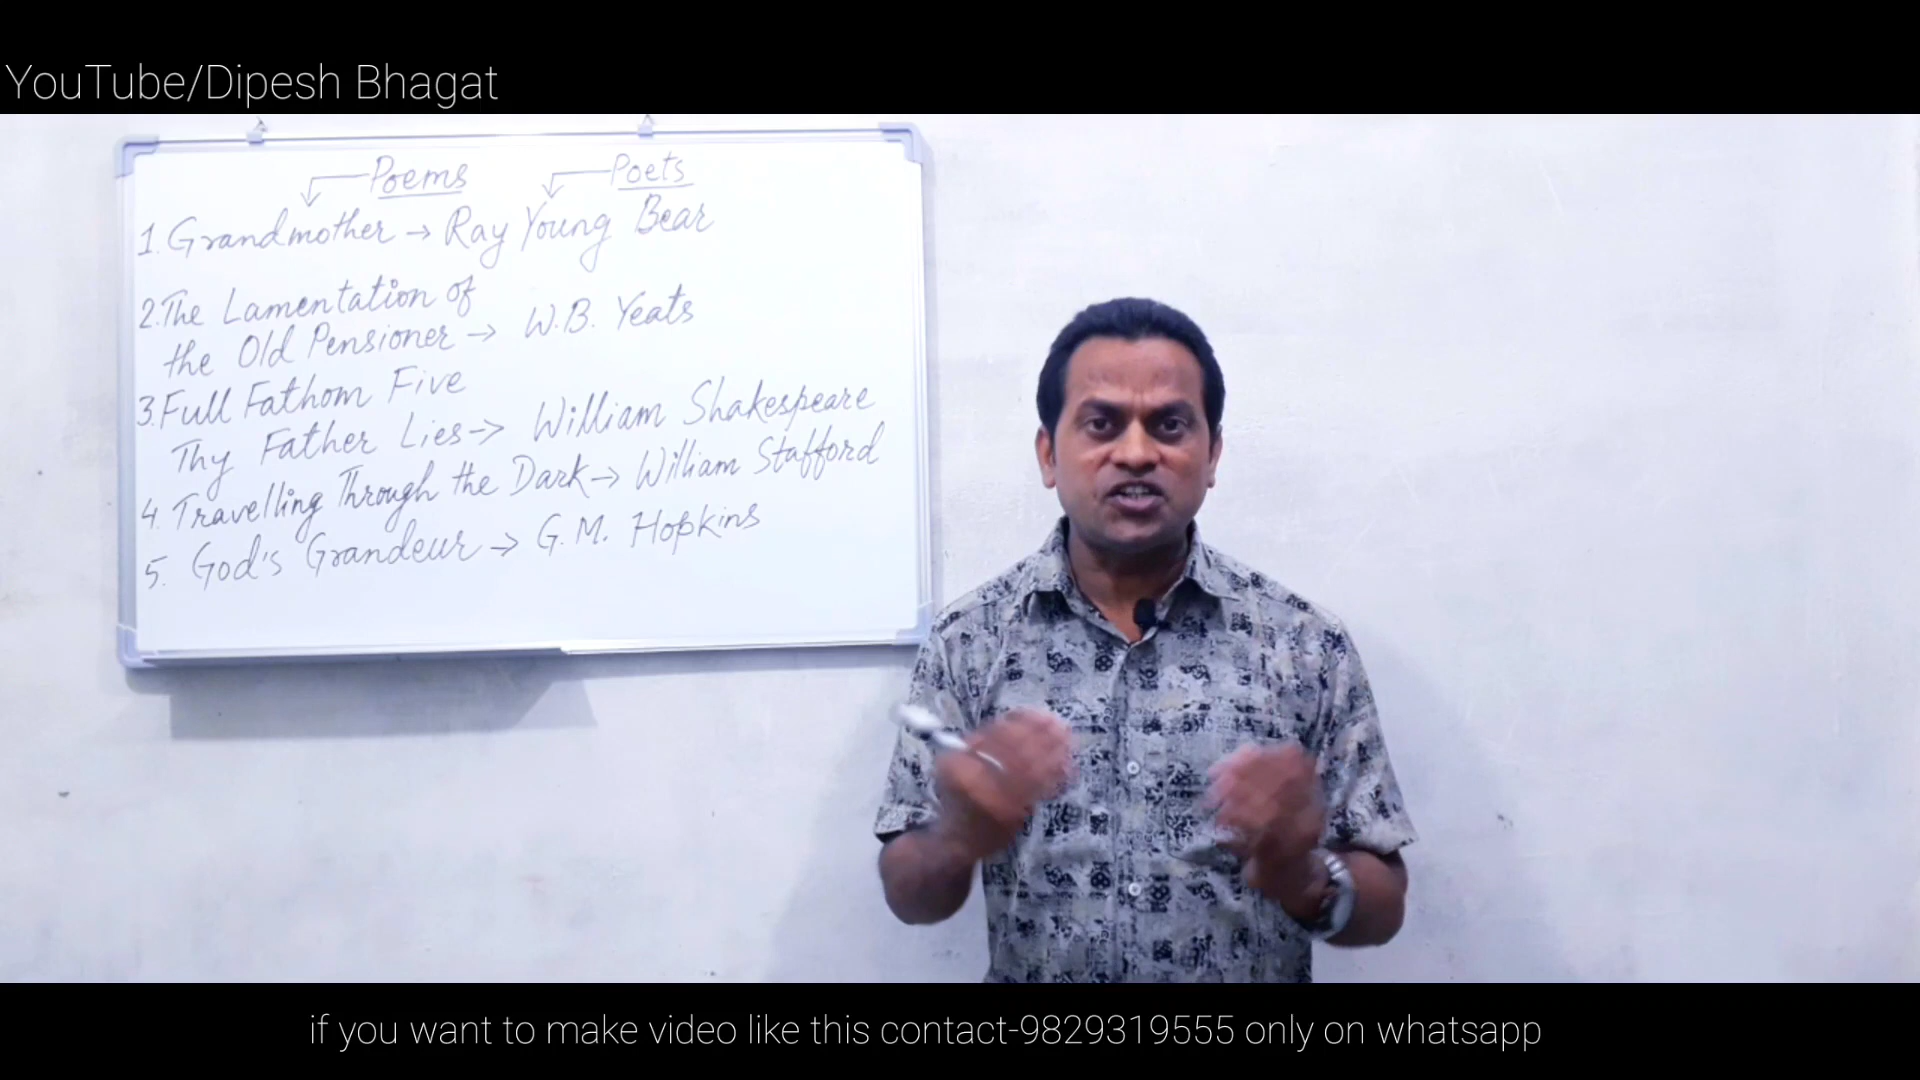 YouTube/Dipesh Bhagat
Poems Poets
1. Grandmother → Ray Young Bear
2. The Lamentation of
the Old Pensioner → W.B. Yeats
3. Full Fathom Five
Thy Father Lies → William Shakespeare
4. Travelling Through the Dark → William Stafford
5. God's Grandeur → G.M. Hopkins
if you want to make video like this contact-9829319555 only on whatsapp